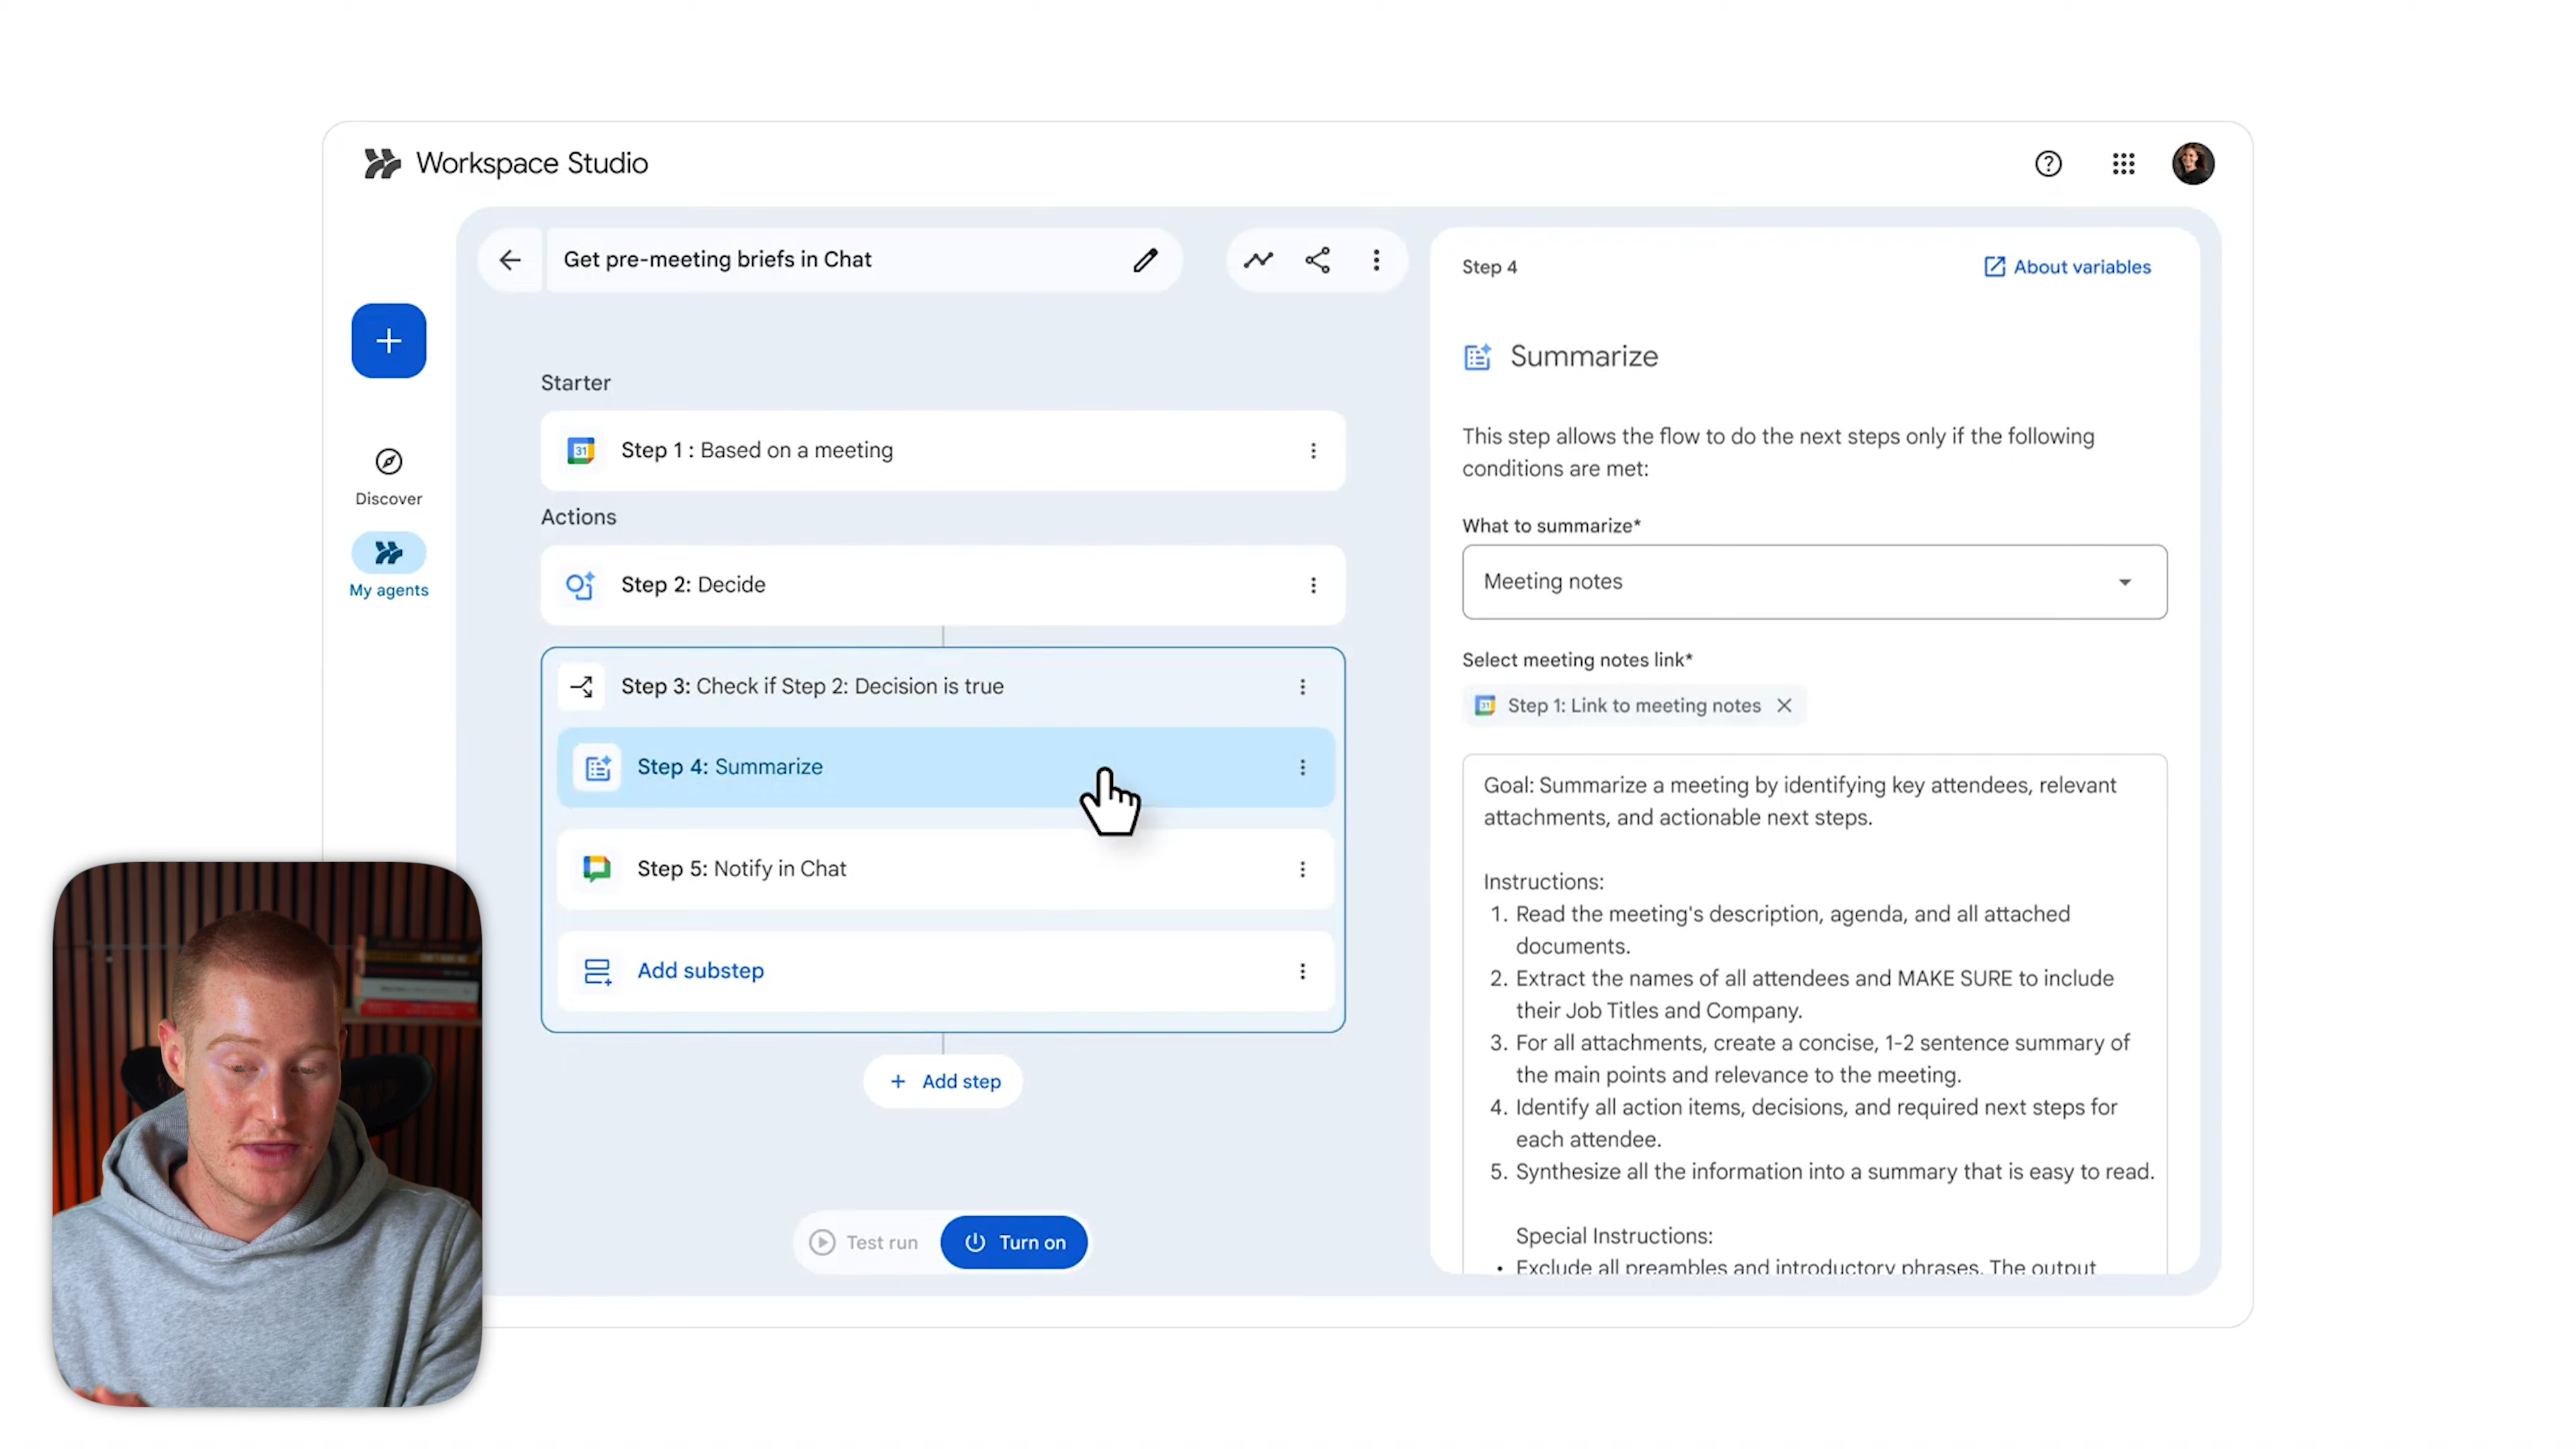 Workspace Studio
Get pre-meeting briefs in Chat
Discover
My agents
Starter
31
Step 1 : Based on a meeting
Actions
Step 2: Decide
Step 3: Check if Step 2: Decision is true
Step 4: Summarize
Step 5: Notify in Chat
Add substep
+ Add step
Test run
Turn on
Step 4
About variables
Summarize
This step allows the flow to do the next steps only if the following
conditions are met:
What to summarize*
Meeting notes
Select meeting notes link*
31
Step 1: Link to meeting notes
Goal: Summarize a meeting by identifying key attendees, relevant
attachments, and actionable next steps.
Instructions:
1. Read the meeting's description, agenda, and all attached
documents.
2. Extract the names of all attendees and MAKE SURE to include
their Job Titles and Company.
3. For all attachments, create a concise, 1-2 sentence summary of
the main points and relevance to the meeting.
4. Identify all action items, decisions, and required next steps for
each attendee.
5. Synthesize all the information into a summary that is easy to read.
Special Instructions:
• Exclude all preambles and introductory phrases. The output